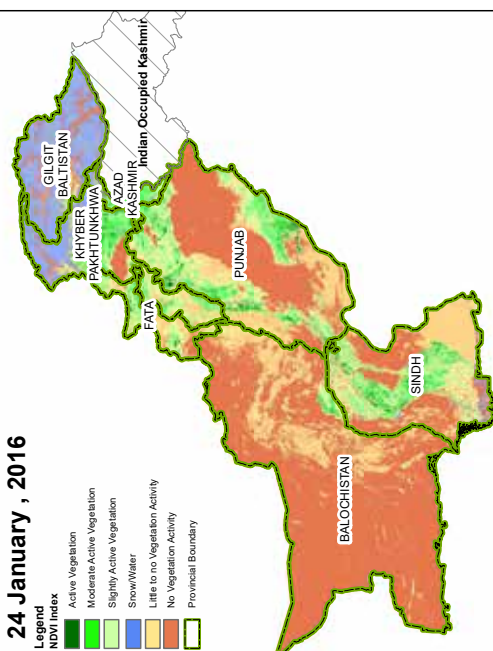 24 January , 2016
Legend
NDVI Index
Active Vegetation
Moderate Active Vegetation
Slightly Active Vegetation
Snow/Water
Little to no Vegetation Activity
No Vegetation Activity
Provincial Boundary
GILGIT
BALTISTAN
KHYBER
PAKHTUNKHWA
AZAD
KASHMIR
Indian Occupied Kashmir
FATA
PUNJAB
BALOCHISTAN
SINDH